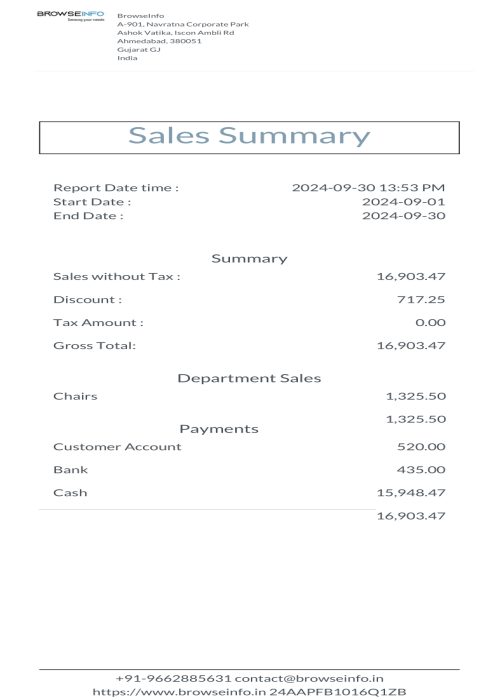 BROWSEINFO
BrowseInfo
A-901, Navratna Corporate Park
Ashok Vatika, Iscon Ambli Rd
Ahmedabad, 380051
Gujarat GJ
India
Sales Summary
Report Date time : 2024-09-30 13:53 PM
Start Date : 2024-09-01
End Date : 2024-09-30
Summary
Sales without Tax : 16,903.47
Discount : 717.25
Tax Amount : 0.00
Gross Total: 16,903.47
Department Sales
Chairs 1,325.50
1,325.50
Payments
Customer Account 520.00
Bank 435.00
Cash 15,948.47
16,903.47
+91-9662885631 contact@browseinfo.in
https://www.browseinfo.in 24AAPFB1016Q1ZB